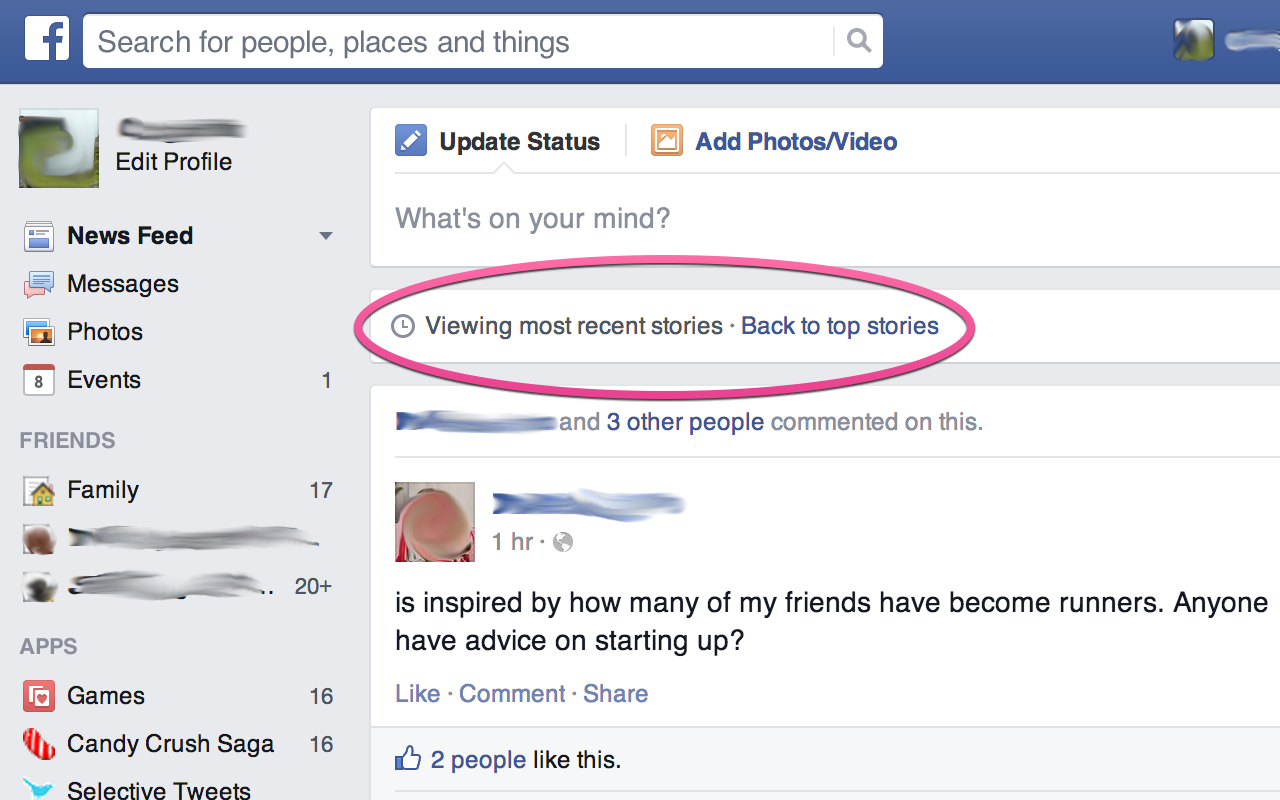 f
Search for people, places and things
Edit Profile
News Feed
Messages
Photos
8
Events 1
FRIENDS
Family 17
.. 20+
APPS
Games 16
Candy Crush Saga 16
Selective Tweets
Update Status
Add Photos/Video
What's on your mind?
Viewing most recent stories · Back to top stories
and 3 other people commented on this.
1 hr ·
is inspired by how many of my friends have become runners. Anyone
have advice on starting up?
Like · Comment · Share
2 people like this.